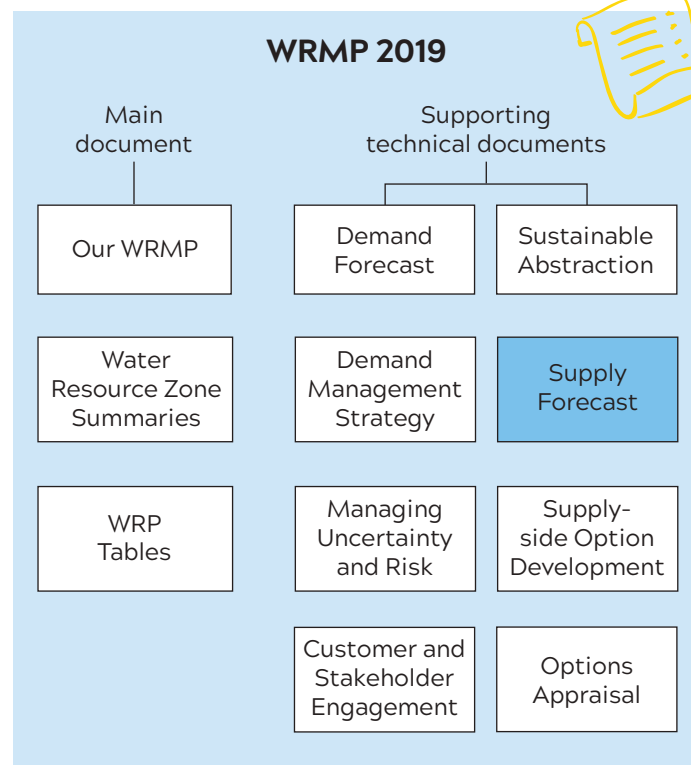 WRMP 2019
Main
document
Supporting
technical documents
Our WRMP
Demand
Forecast
Sustainable
Abstraction
Water
Resource Zone
Summaries
Demand
Management
Strategy
Supply
Forecast
WRP
Tables
Managing
Uncertainty
and Risk
Supply-
side Option
Development
Customer and
Stakeholder
Engagement
Options
Appraisal